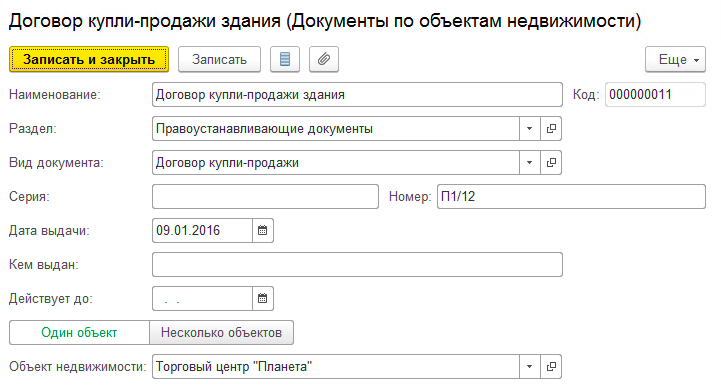 Договор купли-продажи здания (Документы по объектам недвижимости)
Записать и закрыть Записать Еще
Наименование: Договор купли-продажи здания Код: 000000011
Раздел: Правоустанавливающие документы
Вид документа: Договор купли-продажи
Серия: Номер: П1/12
Дата выдачи: 09.01.2016
Кем выдан:
Действует до: . .
Один объект Несколько объектов
Объект недвижимости: Торговый центр "Планета"